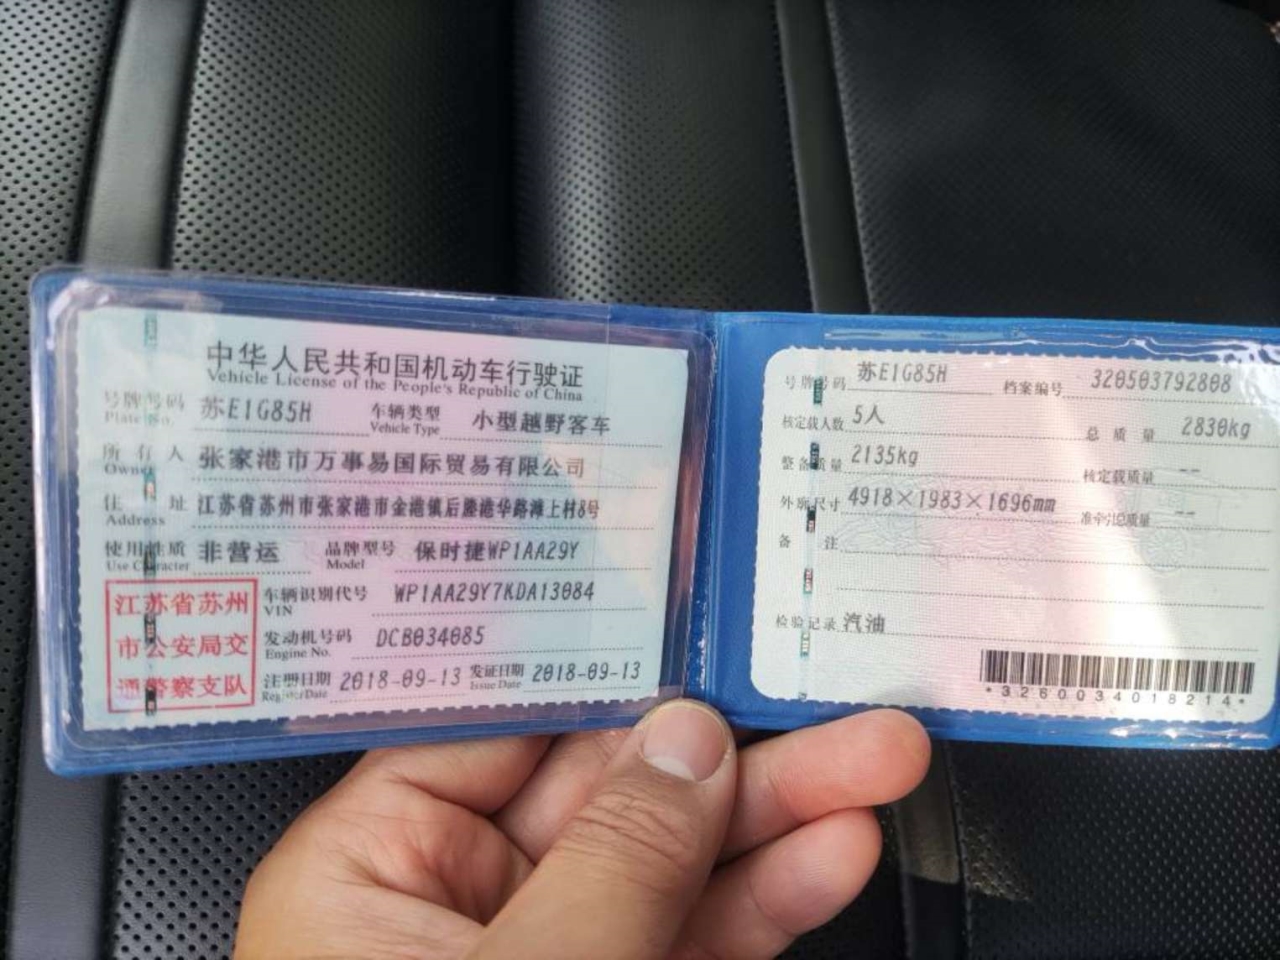 中华人民共和国机动车行驶证
Vehicle License of the People's Republic of China
号牌号码 Plate No. 苏E1G85H 车辆类型 Vehicle Type 小型越野客车
所有人 Owner 张家港市万事易国际贸易有限公司
住址 Address 江苏省苏州市张家港市金港镇后塍港华路滩上村8号
使用性质 Use Character 非营运 品牌型号 Model 保时捷WP1AA29Y
江苏省苏州
市公安局交
通警察支队
车辆识别代号 VIN WP1AA29Y7KDA13084
发动机号码 Engine No. DCB034085
注册日期 Register Date 2018-09-13 发证日期 Issue Date 2018-09-13
号牌号码 苏E1G85H 档案编号 320503792808
核定载人数 5人 总质量 2830kg
整备质量 2135kg 核定载质量 --
外廓尺寸 4918×1983×1696mm 准牵引总质量 --
备注
检验记录 汽油
*3260034018214*